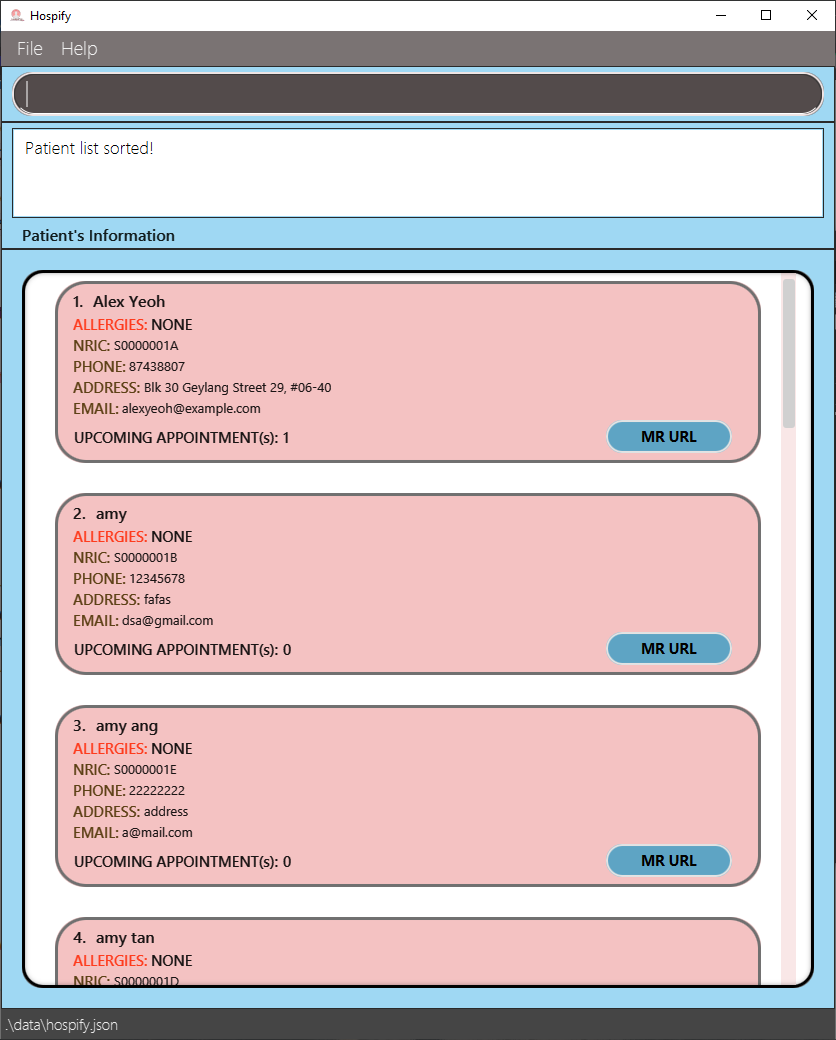 Hospify
File Help
Patient list sorted!
Patient's Information
1. Alex Yeoh
ALLERGIES: NONE
NRIC: S0000001A
PHONE: 87438807
ADDRESS: Blk 30 Geylang Street 29, #06-40
EMAIL: alexyeoh@example.com
UPCOMING APPOINTMENT(s): 1
MR URL
2. amy
ALLERGIES: NONE
NRIC: S0000001B
PHONE: 12345678
ADDRESS: fafas
EMAIL: dsa@gmail.com
UPCOMING APPOINTMENT(s): 0
MR URL
3. amy ang
ALLERGIES: NONE
NRIC: S0000001E
PHONE: 22222222
ADDRESS: address
EMAIL: a@mail.com
UPCOMING APPOINTMENT(s): 0
MR URL
4. amy tan
ALLERGIES: NONE
NRIC: S0000001D
.\data\hospify.json